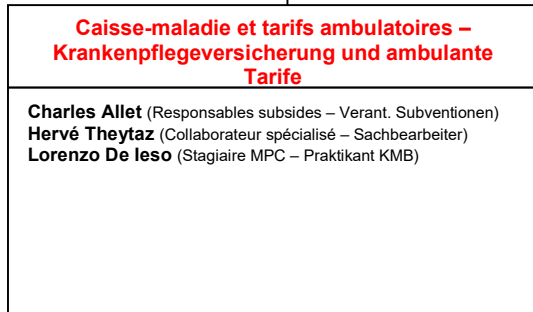 Caisse-maladie et tarifs ambulatoires –
Krankenpflegeversicherung und ambulante
Tarife
Charles Allet (Responsables subsides – Verant. Subventionen)
Hervé Theytaz (Collaborateur spécialisé – Sachbearbeiter)
Lorenzo De Ieso (Stagiaire MPC – Praktikant KMB)